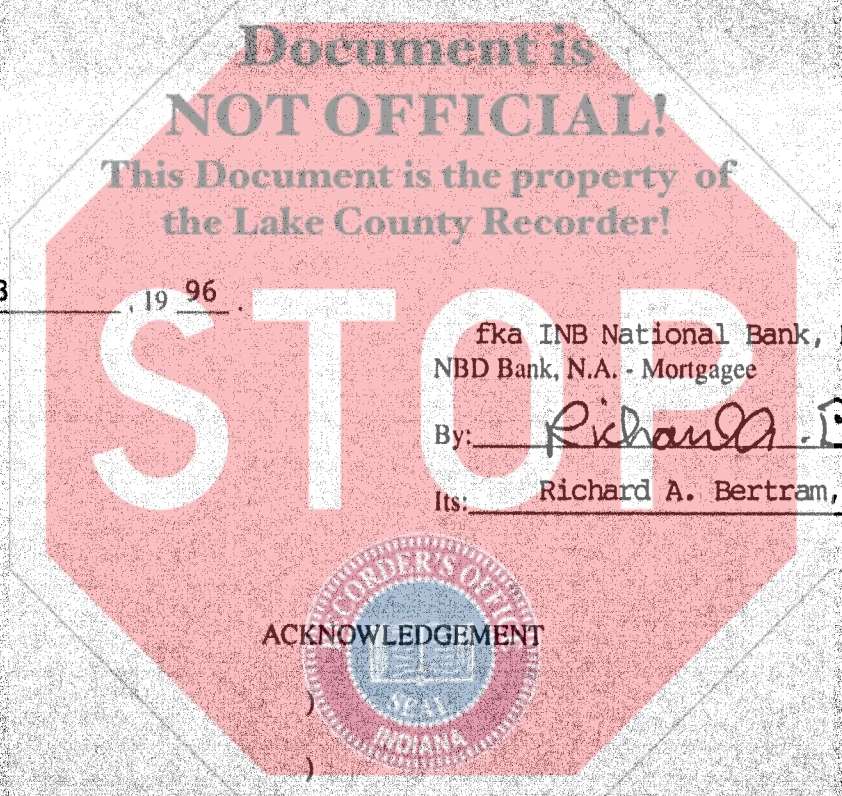 Document is
NOT OFFICIAL!
This Document is the property of
the Lake County Recorder!
, 19 96 .
STOP
fka INB National Bank,
NBD Bank, N.A. - Mortgagee
By: Richard A.
Its: Richard A. Bertram,
RECORDER'S OFFICE
ACKNOWLEDGEMENT
)
SEAL
INDIANA
)